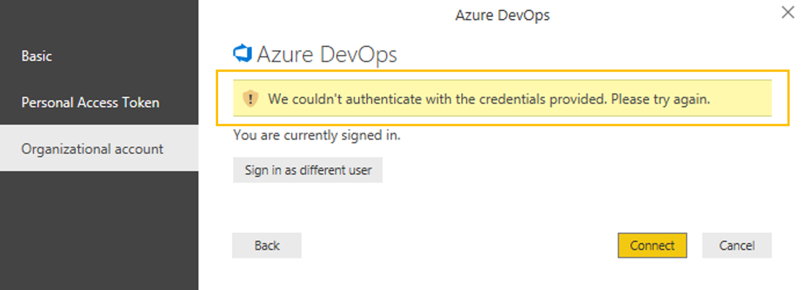 Azure DevOps
Basic
Personal Access Token
Organizational account
Azure DevOps
We couldn't authenticate with the credentials provided. Please try again.
You are currently signed in.
Sign in as different user
Back
Connect
Cancel